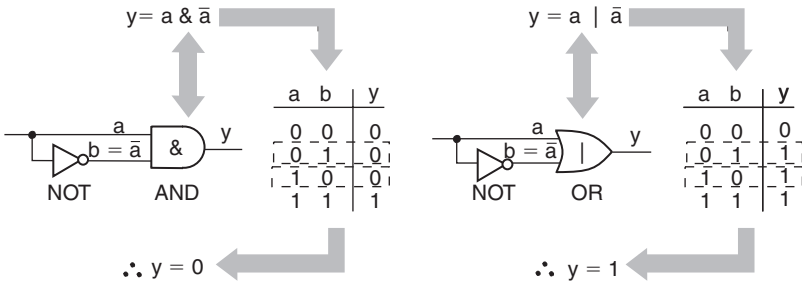 y= a & ā
a b y
0 0 0
0 1 0
1 0 0
1 1 1
a
b = ā
&
y
NOT AND
∴ y = 0
y = a | ā
a b y
0 0 0
0 1 1
1 0 1
1 1 1
a
b = ā
|
y
NOT OR
∴ y = 1